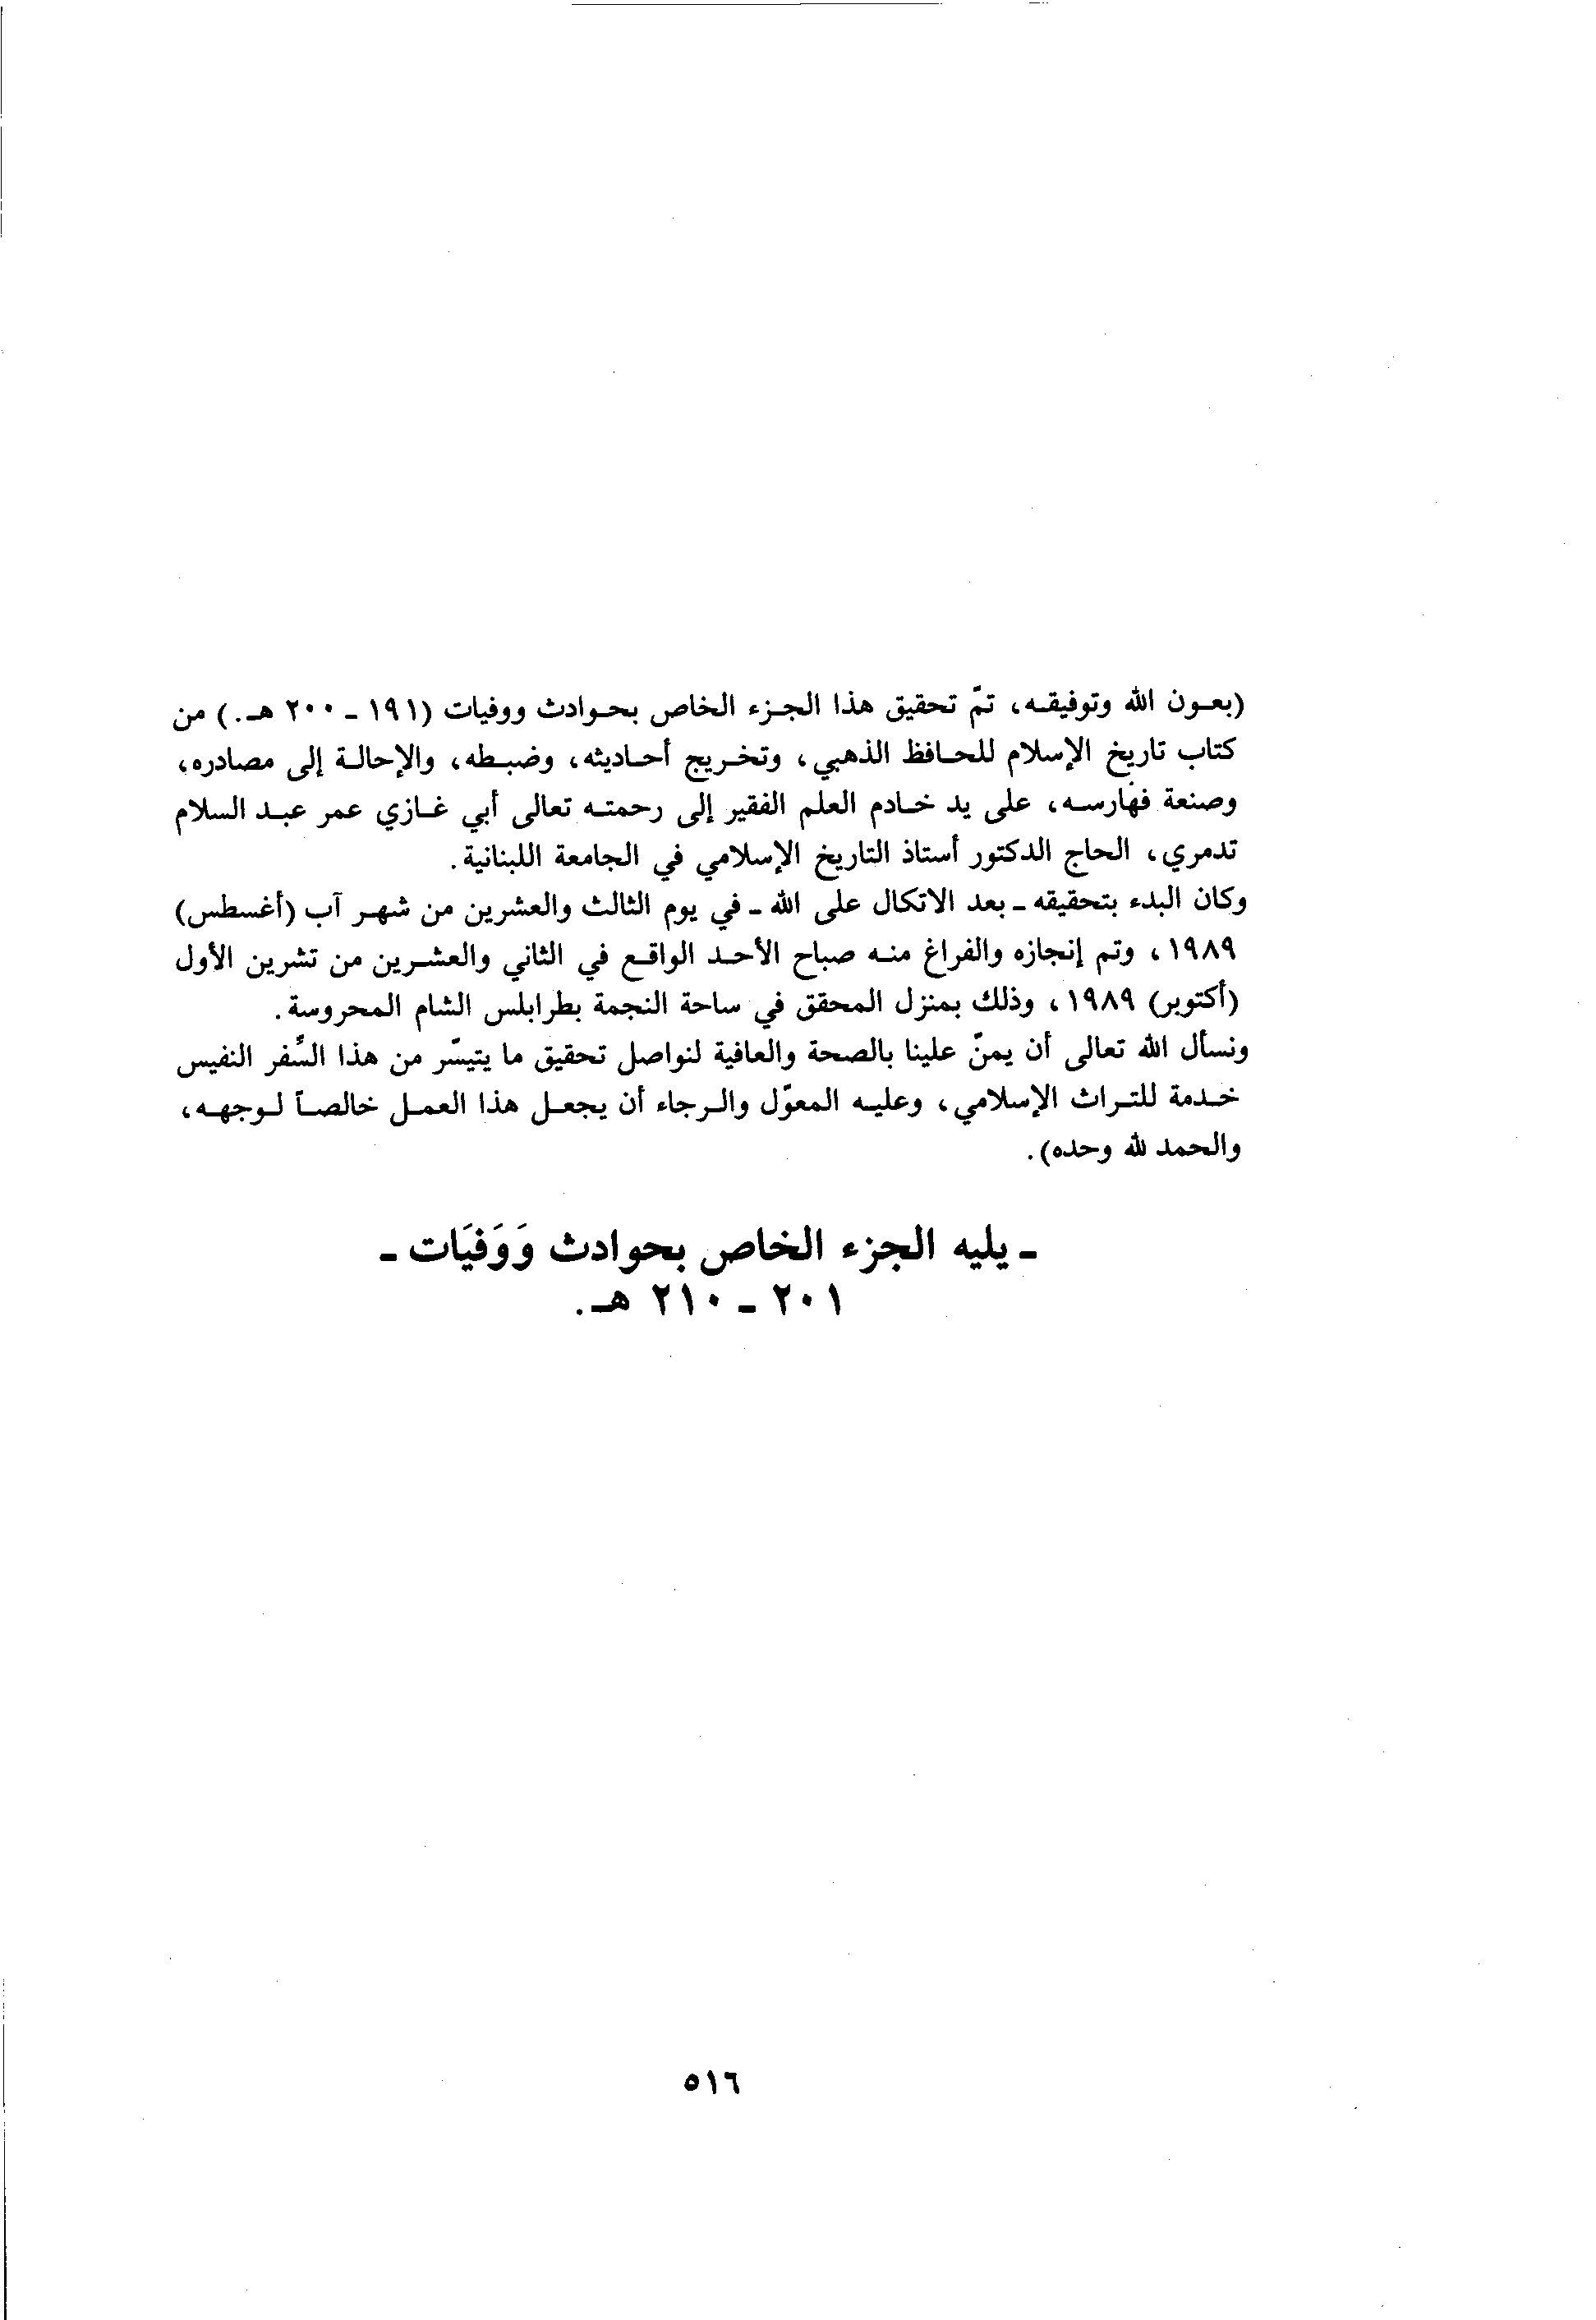 (بعون الله وتوفيقه، تمّ تحقيق هذا الجزء الخاص بحوادث ووفيات (١٩١ - ٢٠٠ هـ.) من
كتاب تاريخ الإسلام للحافظ الذهبي، وتخريج أحاديثه، وضبطه، والإحالة إلى مصادره،
وصنعة فهارسه، على يد خادم العلم الفقير إلى رحمته تعالى أبي غازي عمر عبد السلام
تدمري، الحاج الدكتور أستاذ التاريخ الإسلامي في الجامعة اللبنانية.
وكان البدء بتحقيقه - بعد الاتكال على الله - في يوم الثالث والعشرين من شهر آب (أغسطس)
١٩٨٩، وتم إنجازه والفراغ منه صباح الأحد الواقع في الثاني والعشرين من تشرين الأول
(أكتوبر) ١٩٨٩، وذلك بمنزل المحقق في ساحة النجمة بطرابلس الشام المحروسة.
ونسأل الله تعالى أن يمنّ علينا بالصحة والعافية لنواصل تحقيق ما يتيسّر من هذا السِّفر النفيس
خدمة للتراث الإسلامي، وعليه المعوّل والرجاء أن يجعل هذا العمل خالصاً لوجهه،
والحمد لله وحده).
- يليه الجزء الخاص بحوادث وَوَفيَات -
٢٠١ - ٢١٠ هـ.
٥١٦